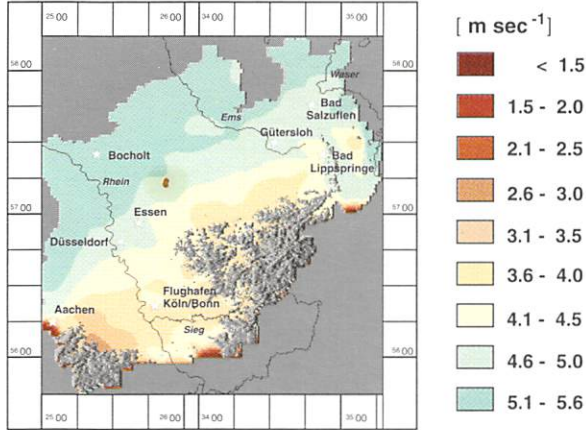 25 00 26 00 34 00 35 00
[ m sec -1]
58 00 58 00
Waser
< 1.5
Bad
Salzuflen
1.5 - 2.0
Ems
Gütersloh
2.1 - 2.5
Bocholt
Bad
Lippspringe
Rhein
2.6 - 3.0
57 00 57 00
Essen
3.1 - 3.5
Düsseldorf
3.6 - 4.0
Flughafen
Köln/Bonn
Aachen
4.1 - 4.5
Sieg
56 00 56 00
4.6 - 5.0
5.1 - 5.6
25 00 26 00 34 00 35 00